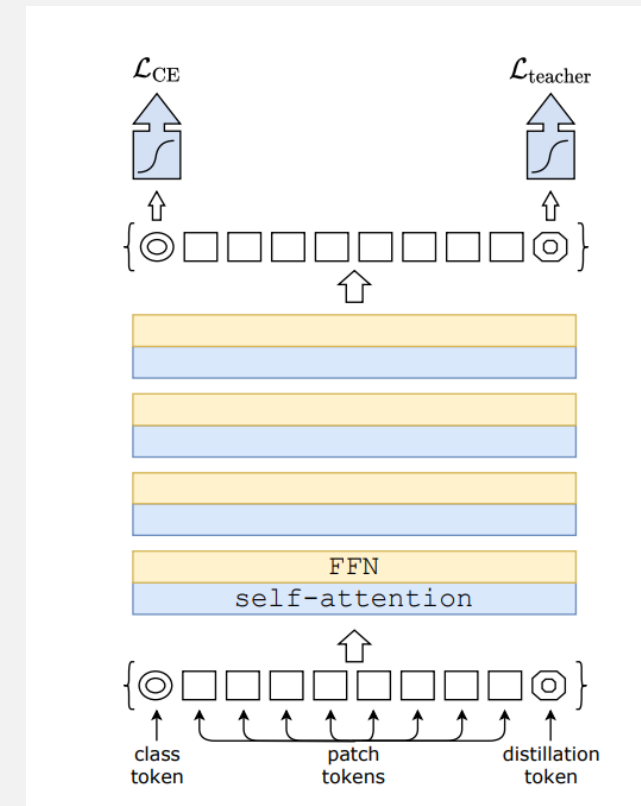 ℒCE
ℒteacher
FFN
self-attention
class
token
patch
tokens
distillation
token